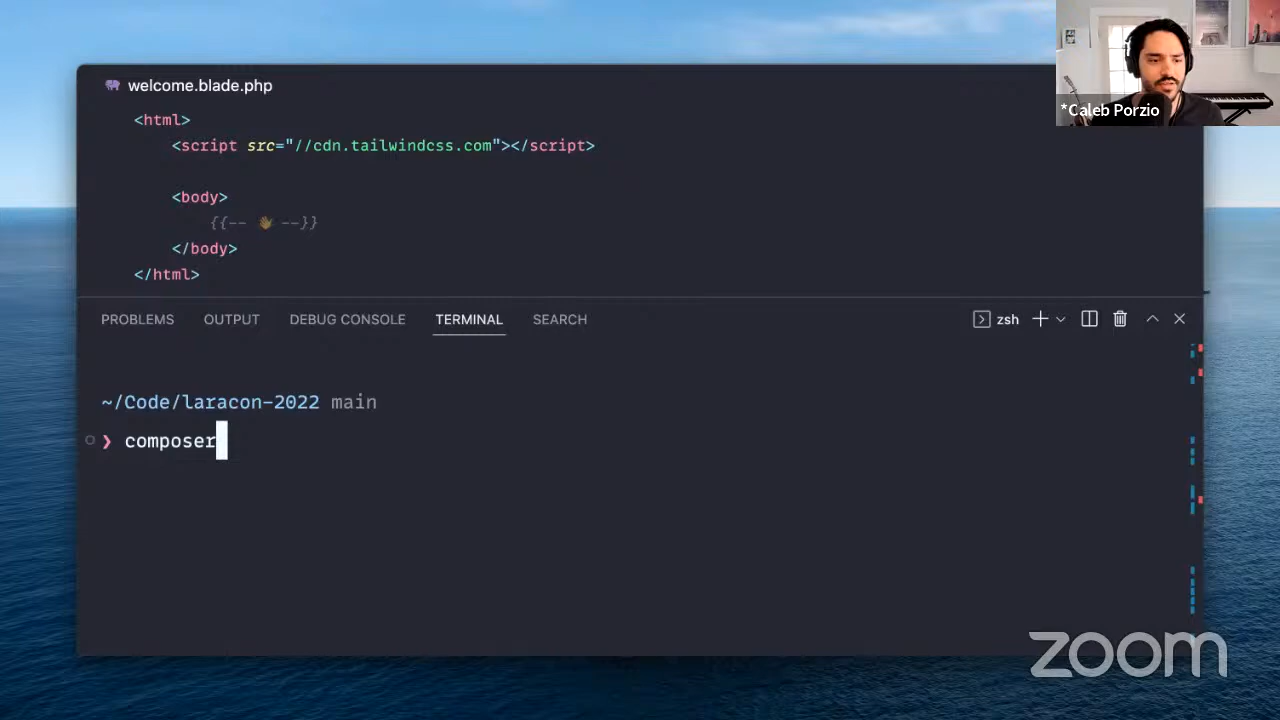 welcome.blade.php
<html>
<script src="//cdn.tailwindcss.com"></script>
<body>
{{-- 👋 --}}
</body>
</html>
PROBLEMS OUTPUT DEBUG CONSOLE TERMINAL SEARCH zsh
~/Code/laracon-2022 main
❯ composer
*Caleb Porzio
zoom